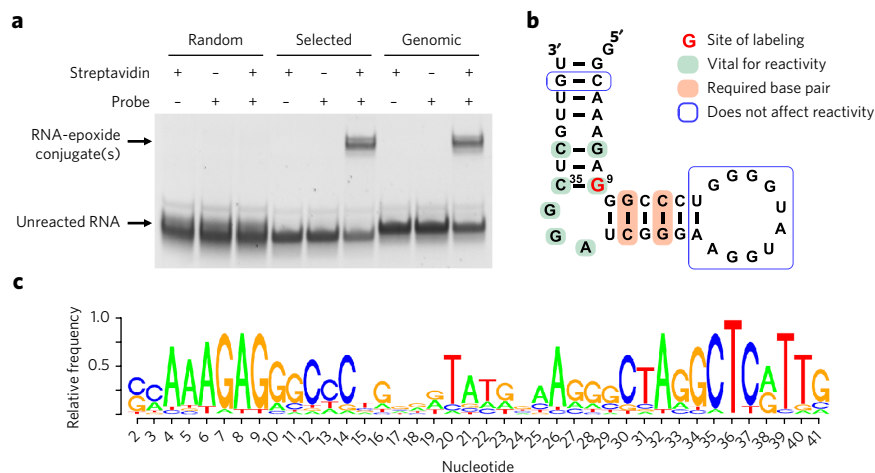 a
Random Selected Genomic
Streptavidin + – + + – + + – +
Probe – + + – + + – + +
RNA-epoxide
conjugate(s)
Unreacted RNA
b
3′ 5′
G
U G
G C
U A
U A
G A
C G
U A
C 35 9 G
G G C C C U G G G G U A U G G A
G
G
A
U C G G G A
G Site of labeling
Vital for reactivity
Required base pair
Does not affect reactivity
c
Relative frequency
1.0
0.5
2 3 4 5 6 7 8 9 10 11 12 13 14 15 16 17 18 19 20 21 22 23 24 25 26 27 28 29 30 31 32 33 34 35 36 37 38 39 40 41
Nucleotide